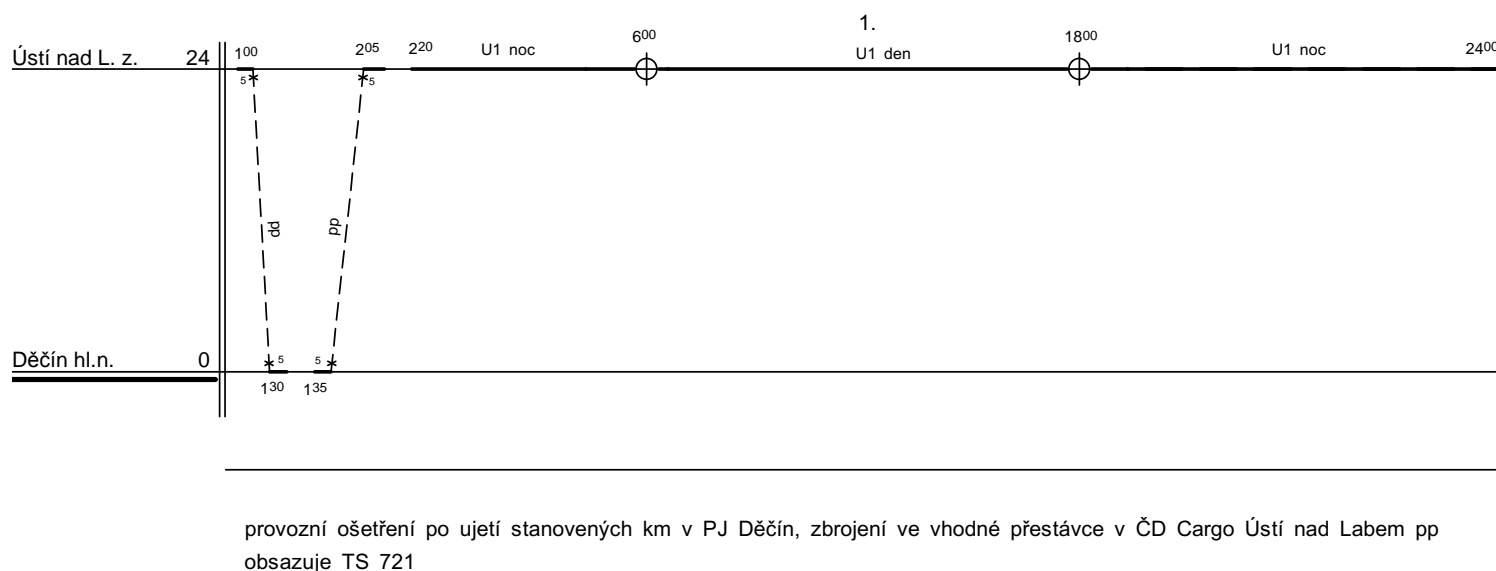 1.
Ústí nad L. z. 24 1⁰⁰ 2⁰⁵ 2²⁰ U1 noc 6⁰⁰ U1 den 18⁰⁰ U1 noc 24⁰⁰
5 5
dd pp
Děčín hl.n. 0 5 5
1³⁰ 1³⁵
provozní ošetření po ujetí stanovených km v PJ Děčín, zbrojení ve vhodné přestávce v ČD Cargo Ústí nad Labem pp
obsazuje TS 721